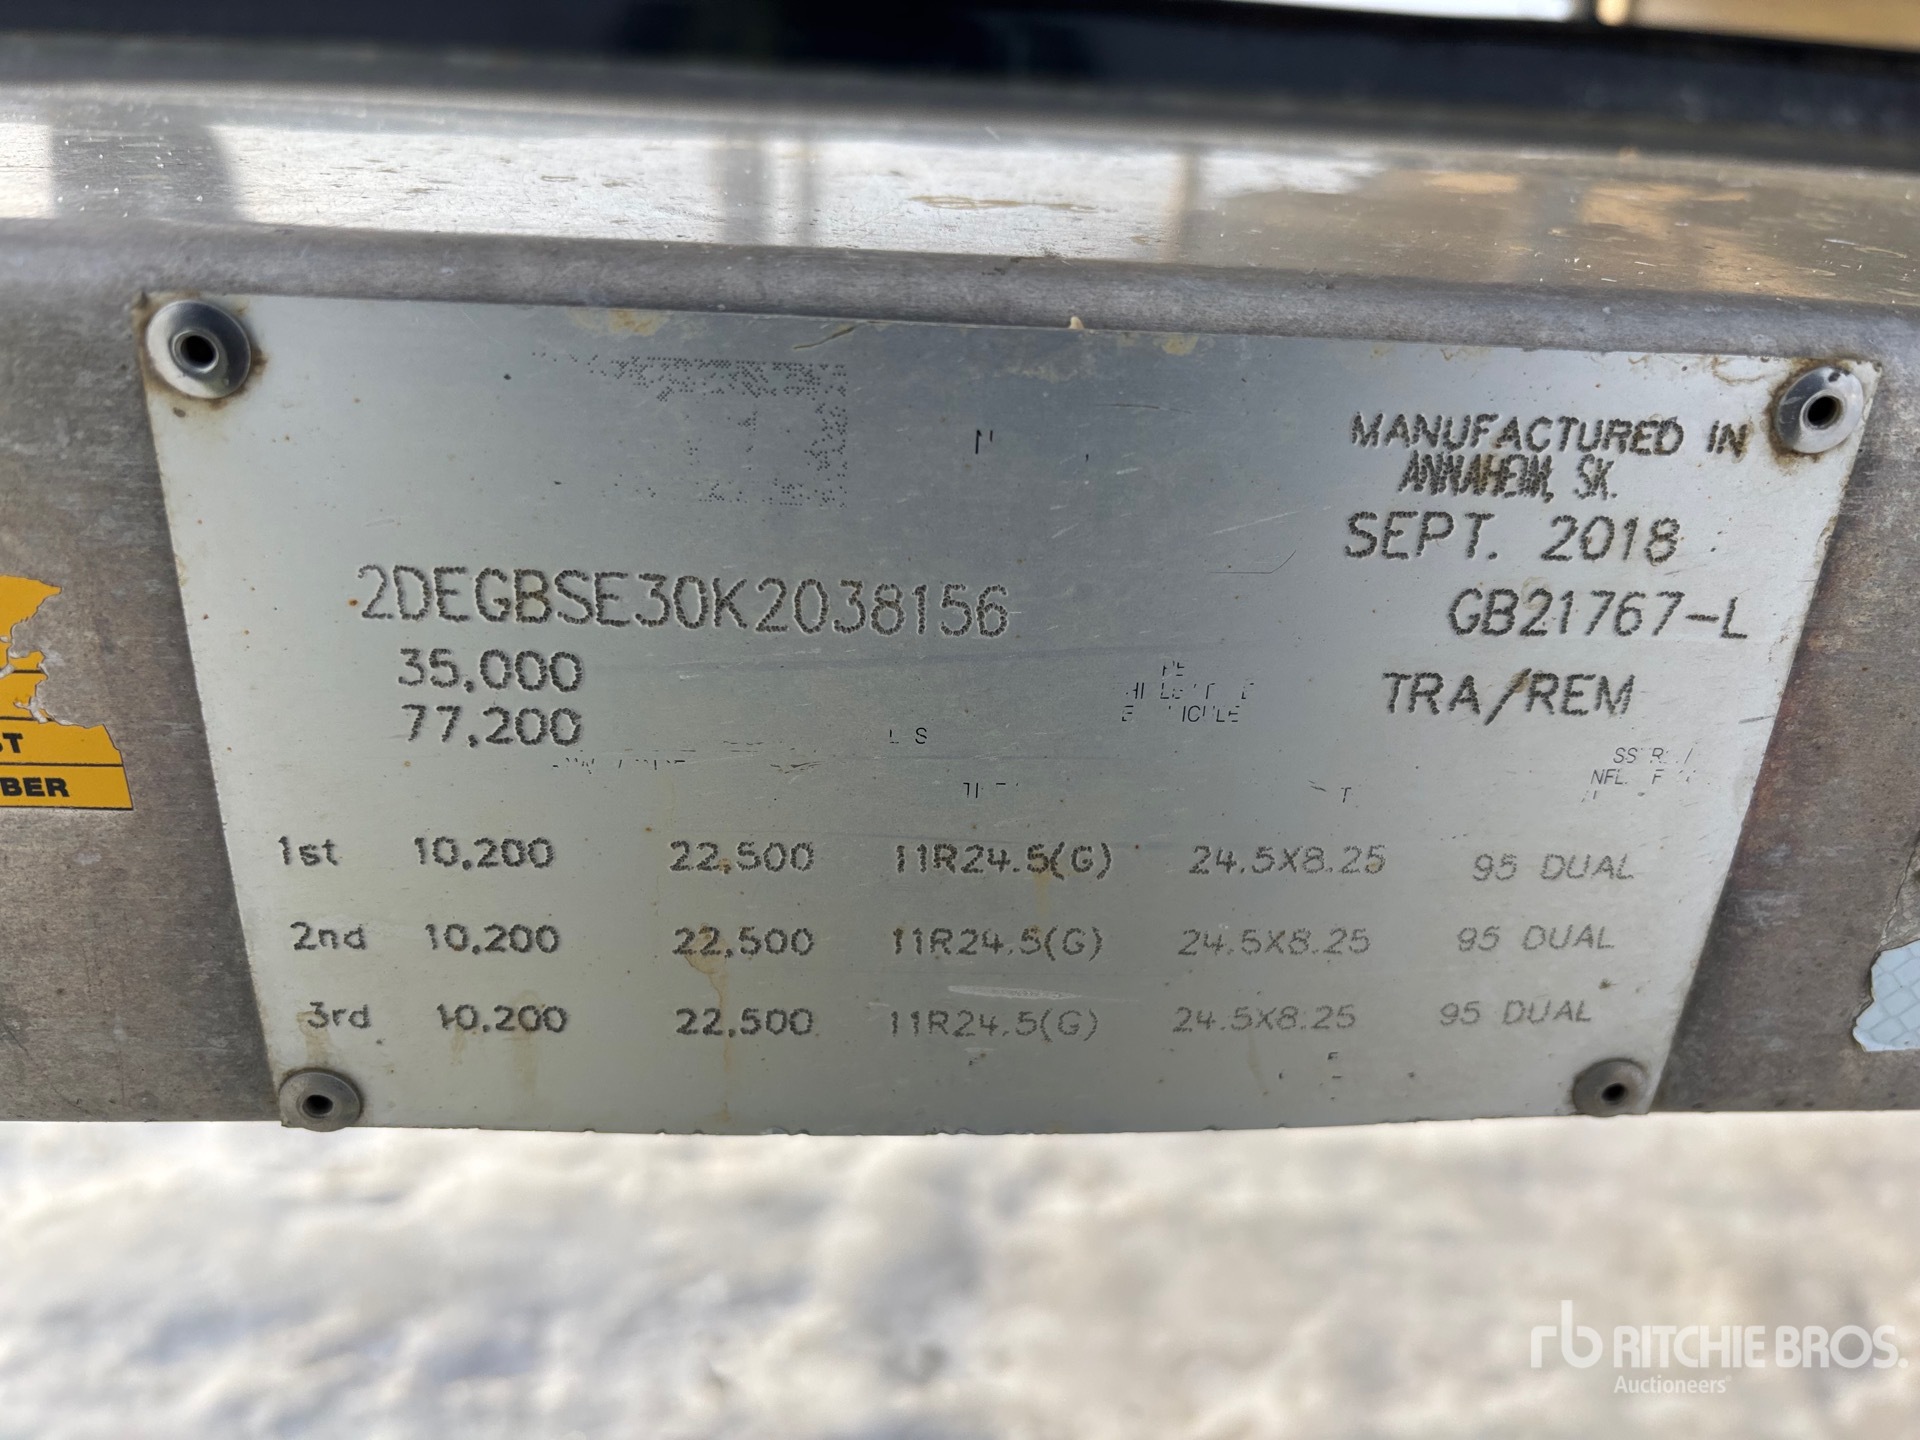 MANUFACTURED IN
ANNAHEIM, SK.
SEPT. 2018
2DEGBSE30K2038156
GB21767-L
35,000
TRA/REM
77,200
1st 10,200 22,500 11R24.5(G) 24.5X8.25 95 DUAL
2nd 10,200 22,500 11R24.5(G) 24.5X8.25 95 DUAL
3rd 10,200 22,500 11R24.5(G) 24.5X8.25 95 DUAL
ST
BER
rb RITCHIE BROS.
Auctioneers